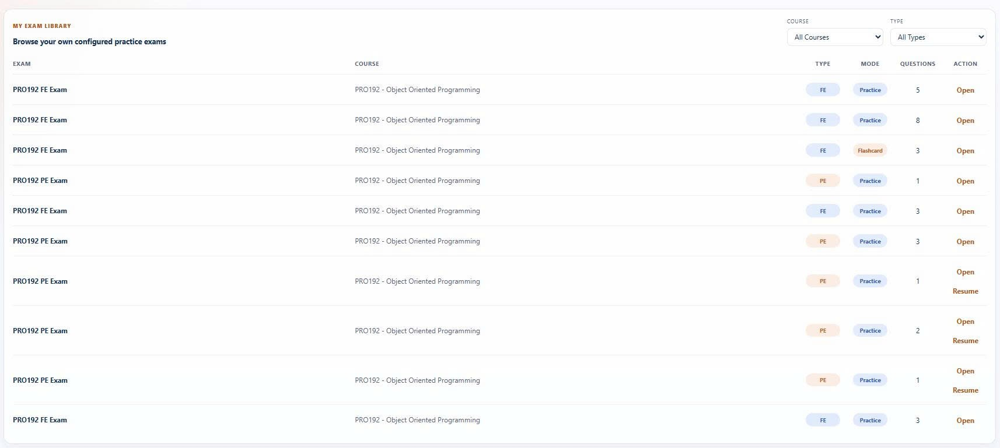 MY EXAM LIBRARY
Browse your own configured practice exams
COURSE TYPE
All Courses All Types
EXAM COURSE TYPE MODE QUESTIONS ACTION
PRO192 FE Exam PRO192 - Object Oriented Programming FE Practice 5 Open
PRO192 FE Exam PRO192 - Object Oriented Programming FE Practice 8 Open
PRO192 FE Exam PRO192 - Object Oriented Programming FE Flashcard 3 Open
PRO192 PE Exam PRO192 - Object Oriented Programming PE Practice 1 Open
PRO192 FE Exam PRO192 - Object Oriented Programming FE Practice 3 Open
PRO192 PE Exam PRO192 - Object Oriented Programming PE Practice 3 Open
PRO192 PE Exam PRO192 - Object Oriented Programming PE Practice 1 Open
Resume
PRO192 PE Exam PRO192 - Object Oriented Programming PE Practice 2 Open
Resume
PRO192 PE Exam PRO192 - Object Oriented Programming PE Practice 1 Open
Resume
PRO192 FE Exam PRO192 - Object Oriented Programming FE Practice 3 Open